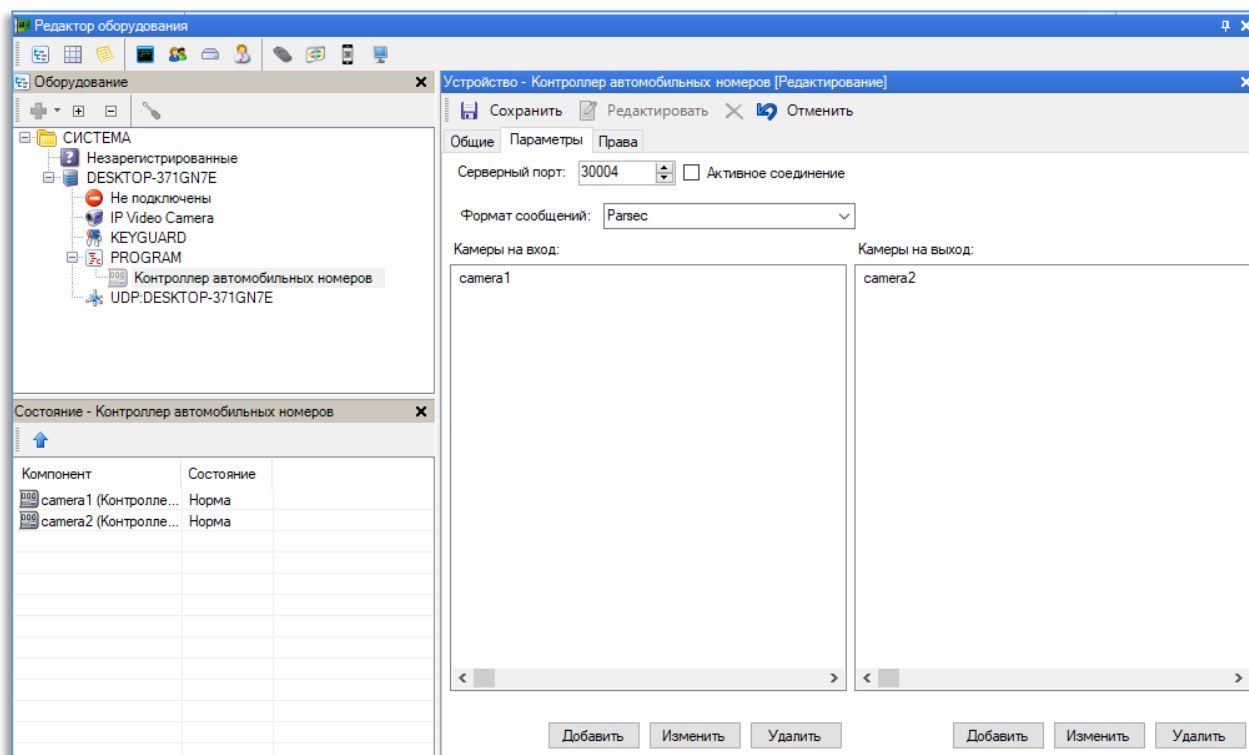 Редактор оборудования
Оборудование
СИСТЕМА
Незарегистрированные
DESKTOP-371GN7E
Не подключены
IP Video Camera
KEYGUARD
PROGRAM
Контроллер автомобильных номеров
UDP:DESKTOP-371GN7E
Состояние - Контроллер автомобильных номеров
Компонент Состояние
camera1 (Контролле... Норма
camera2 (Контролле... Норма
Устройство - Контроллер автомобильных номеров [Редактирование]
Сохранить Редактировать Отменить
Общие Параметры Права
Серверный порт: 30004 Активное соединение
Формат сообщений: Parsec
Камеры на вход: Камеры на выход:
camera1 camera2
Добавить Изменить Удалить Добавить Изменить Удалить